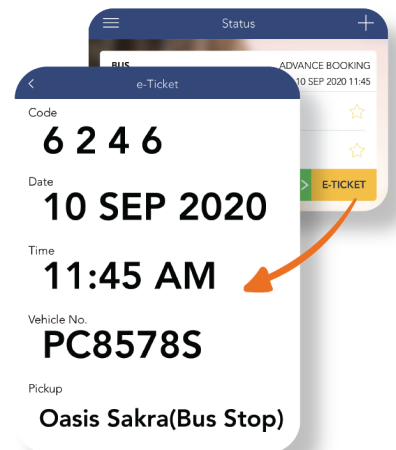 Status
BUS
ADVANCE BOOKING
10 SEP 2020 11:45
E-TICKET
e-Ticket
Code
6 2 4 6
Date
10 SEP 2020
Time
11:45 AM
Vehicle No.
PC8578S
Pickup
Oasis Sakra(Bus Stop)